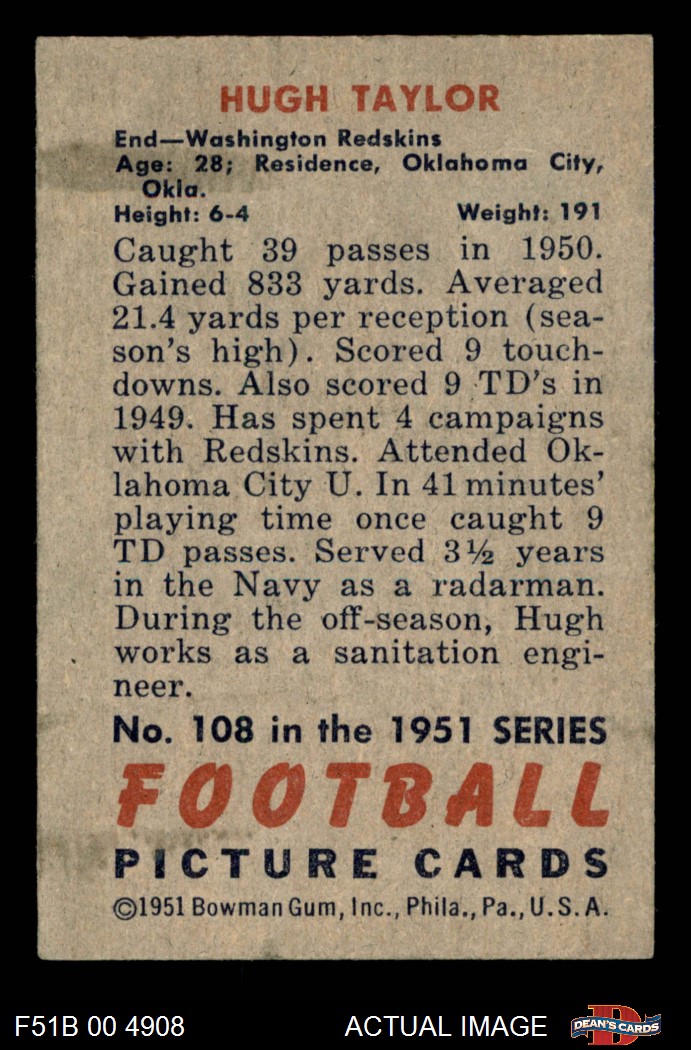 HUGH TAYLOR
End—Washington Redskins
Age: 28; Residence, Oklahoma City,
Okla.
Height: 6-4 Weight: 191
Caught 39 passes in 1950.
Gained 833 yards. Averaged
21.4 yards per reception (sea-
son's high). Scored 9 touch-
downs. Also scored 9 TD's in
1949. Has spent 4 campaigns
with Redskins. Attended Ok-
lahoma City U. In 41 minutes'
playing time once caught 9
TD passes. Served 3½ years
in the Navy as a radarman.
During the off-season, Hugh
works as a sanitation engi-
neer.
No. 108 in the 1951 SERIES
FOOTBALL
PICTURE CARDS
©1951 Bowman Gum, Inc., Phila., Pa., U.S.A.
F51B 00 4908 ACTUAL IMAGE D DEAN'S CARDS